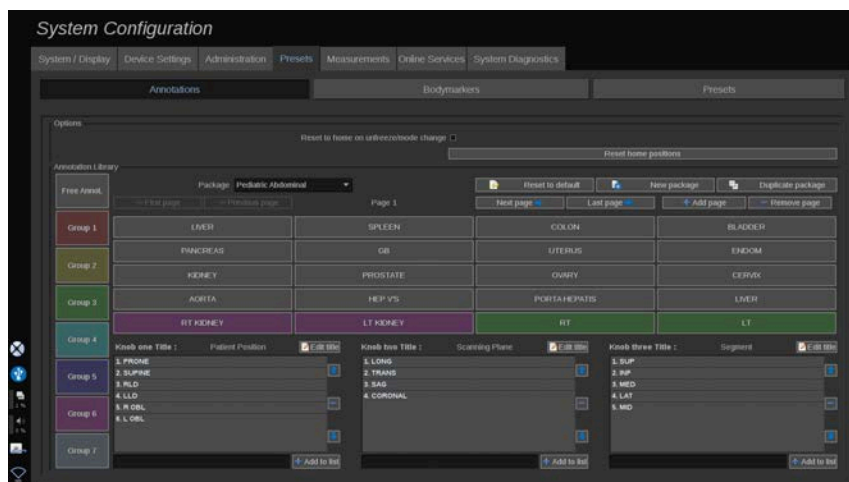 System Configuration
System / Display Device Settings Administration Presets Measurements Online Services System Diagnostics
Annotations Bodymarkers Presets
Options
Reset to home on unfreeze/mode change
Reset home positions
Annotation Library
Free Annot. Package Pediatric Abdominal Reset to default New package Duplicate package
First page Previous page Page 1 Next page Last page Add page Remove page
Group 1 LIVER SPLEEN COLON BLADDER
PANCREAS GB UTERUS ENDOM
Group 2 KIDNEY PROSTATE OVARY CERVIX
Group 3 AORTA HEP V'S PORTA HEPATIS LIVER
RT KIDNEY LT KIDNEY RT LT
Group 4 Knob one Title : Patient Position Edit title Knob two Title : Scanning Plane Edit title Knob three Title : Segment Edit title
1. PRONE 1. LONG 1. SUP
2. SUPINE 2. TRANS 2. INF
Group 5 3. RLD 3. SAG 3. MED
4. LLD 4. CORONAL 4. LAT
5. R OBL 5. MID
Group 6 6. L OBL
Group 7
Add to list Add to list Add to list